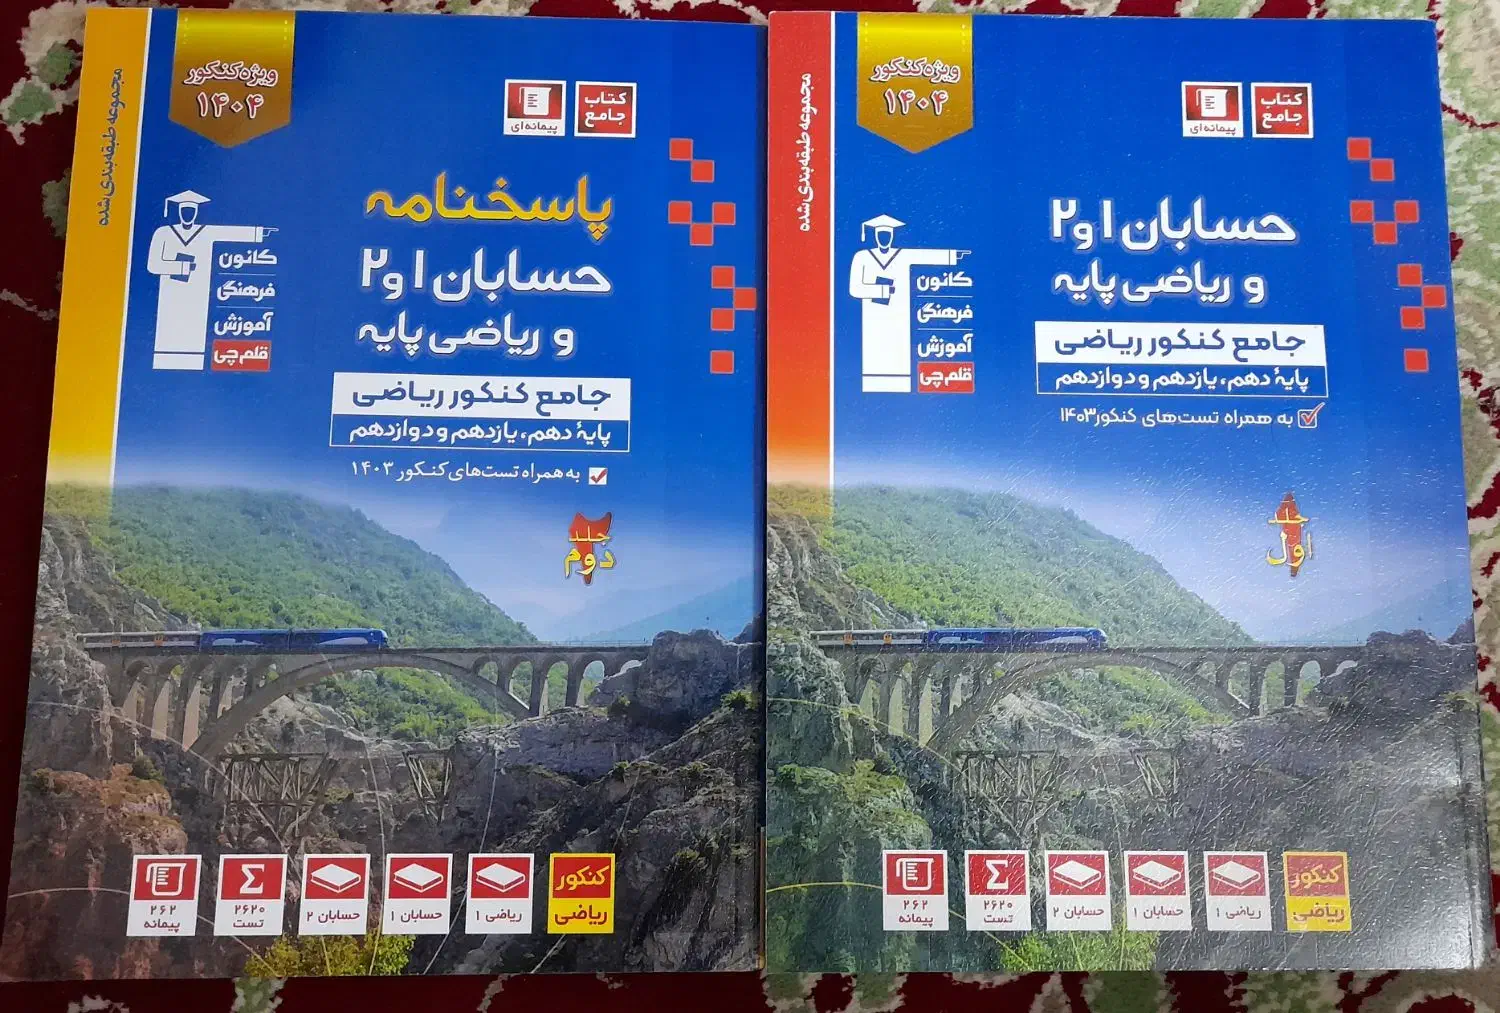 مجموعه طبقه‌بندی شده
ویژه کنکور
۱۴۰۴
کتاب
جامع
پیمانه‌ای
حسابان ۱ و ۲
و ریاضی پایه
جامع کنکور ریاضی
پایهٔ دهم، یازدهم و دوازدهم
به همراه تست‌های کنکور ۱۴۰۳
کانون
فرهنگی
آموزش
قلم‌چی
جلد
اول
کنکور
ریاضی
ریاضی ۱
حسابان ۱
حسابان ۲
۲۶۲۰
تست
۲۶۲
پیمانه
مجموعه طبقه‌بندی شده
ویژه کنکور
۱۴۰۴
کتاب
جامع
پیمانه‌ای
پاسخنامه
حسابان ۱ و ۲
و ریاضی پایه
جامع کنکور ریاضی
پایهٔ دهم، یازدهم و دوازدهم
به همراه تست‌های کنکور ۱۴۰۳
کانون
فرهنگی
آموزش
قلم‌چی
جلد
دوم
کنکور
ریاضی
ریاضی ۱
حسابان ۱
حسابان ۲
۲۶۲۰
تست
۲۶۲
پیمانه